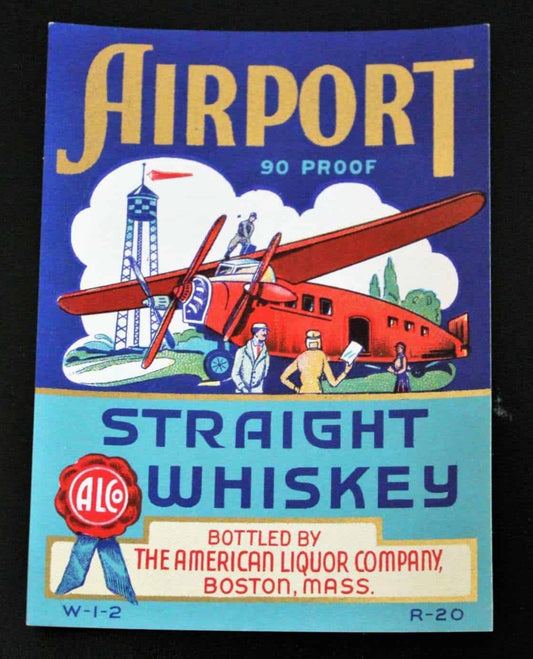 AIRPORT
90 PROOF
STRAIGHT
WHISKEY
ALCO
BOTTLED BY
THE AMERICAN LIQUOR COMPANY,
BOSTON, MASS.
W-1-2
R-20